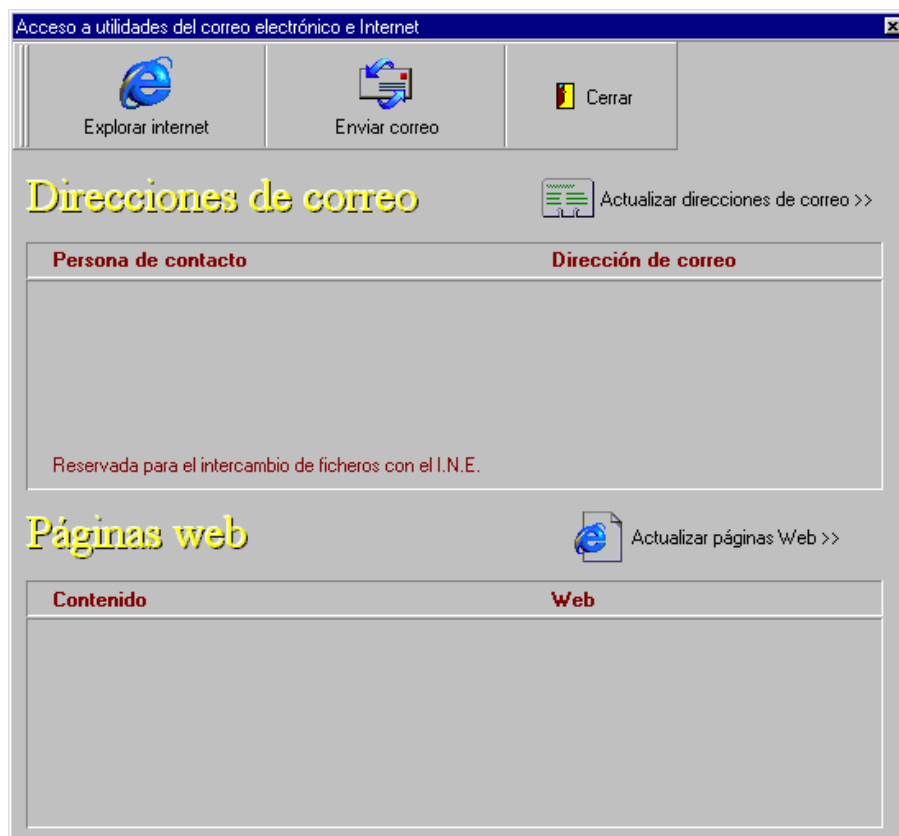 Acceso a utilidades del correo electrónico e Internet
Explorar internet
Enviar correo
Cerrar
Direcciones de correo
Actualizar direcciones de correo >>
Persona de contacto
Dirección de correo
Reservada para el intercambio de ficheros con el I.N.E.
Páginas web
Actualizar páginas Web >>
Contenido
Web